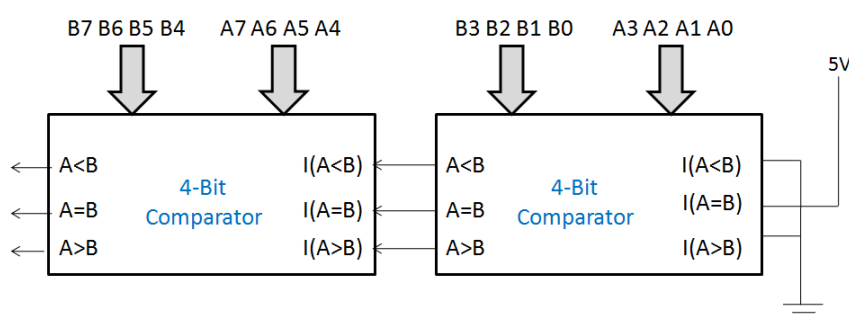 B7 B6 B5 B4 A7 A6 A5 A4 B3 B2 B1 B0 A3 A2 A1 A0
5V
A<B I(A<B) A<B I(A<B)
4-Bit 4-Bit
A=B I(A=B) A=B I(A=B)
Comparator Comparator
A>B I(A>B) A>B I(A>B)